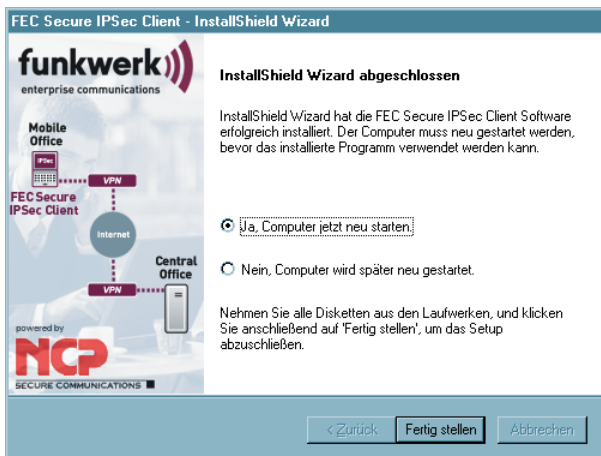 FEC Secure IPSec Client - InstallShield Wizard
funkwerk
enterprise communications
Mobile
Office
IPSec
VPN
FEC Secure
IPSec Client
Internet
Central
Office
VPN
powered by
NCP
SECURE COMMUNICATIONS
InstallShield Wizard abgeschlossen
InstallShield Wizard hat die FEC Secure IPSec Client Software
erfolgreich installiert. Der Computer muss neu gestartet werden,
bevor das installierte Programm verwendet werden kann.
Ja, Computer jetzt neu starten.
Nein, Computer wird später neu gestartet.
Nehmen Sie alle Disketten aus den Laufwerken, und klicken
Sie anschließend auf 'Fertig stellen', um das Setup
abzuschließen.
< Zurück
Fertig stellen
Abbrechen